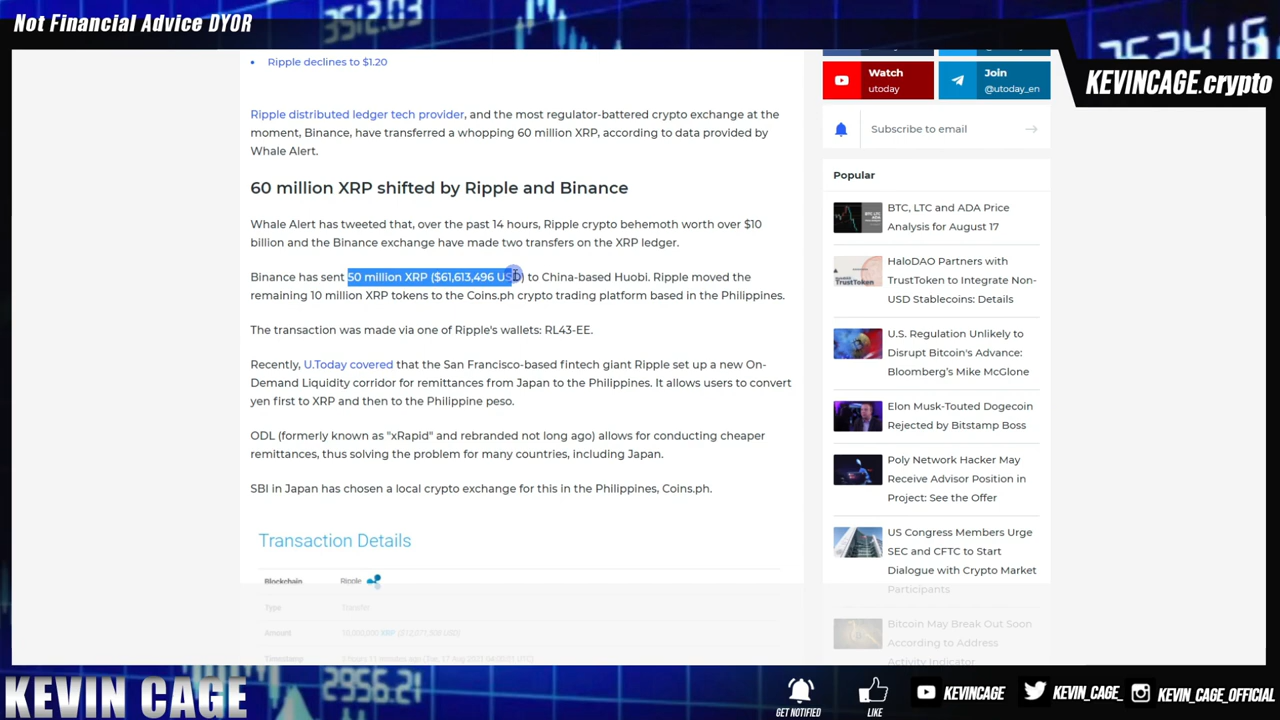 Not Financial Advice DYOR
KEVINCAGE.crypto
Ripple declines to $1.20
Ripple distributed ledger tech provider, and the most regulator-battered crypto exchange at the
moment, Binance, have transferred a whopping 60 million XRP, according to data provided by
Whale Alert.
60 million XRP shifted by Ripple and Binance
Whale Alert has tweeted that, over the past 14 hours, Ripple crypto behemoth worth over $10
billion and the Binance exchange have made two transfers on the XRP ledger.
Binance has sent 50 million XRP ($61,613,496 USD) to China-based Huobi. Ripple moved the
remaining 10 million XRP tokens to the Coins.ph crypto trading platform based in the Philippines.
The transaction was made via one of Ripple's wallets: RL43-EE.
Recently, U.Today covered that the San Francisco-based fintech giant Ripple set up a new On-
Demand Liquidity corridor for remittances from Japan to the Philippines. It allows users to convert
yen first to XRP and then to the Philippine peso.
ODL (formerly known as "xRapid" and rebranded not long ago) allows for conducting cheaper
remittances, thus solving the problem for many countries, including Japan.
SBI in Japan has chosen a local crypto exchange for this in the Philippines, Coins.ph.
Transaction Details
Blockchain Ripple
Type Transfer
Amount 10,000,000 XRP
Timestamp
Watch
utoday
Join
@utoday_en
Subscribe to email
Popular
BTC, LTC and ADA Price
Analysis for August 17
HaloDAO Partners with
TrustToken to Integrate Non-
USD Stablecoins: Details
U.S. Regulation Unlikely to
Disrupt Bitcoin's Advance:
Bloomberg's Mike McGlone
Elon Musk-Touted Dogecoin
Rejected by Bitstamp Boss
Poly Network Hacker May
Receive Advisor Position in
Project: See the Offer
US Congress Members Urge
SEC and CFTC to Start
Dialogue with Crypto Market
Participants
Bitcoin May Break Out Soon
According to Address
Activity Indicator
KEVIN CAGE
2956.21
GET NOTIFIED
LIKE
KEVINCAGE
KEVIN_CAGE_
KEVIN_CAGE_OFFICIAL